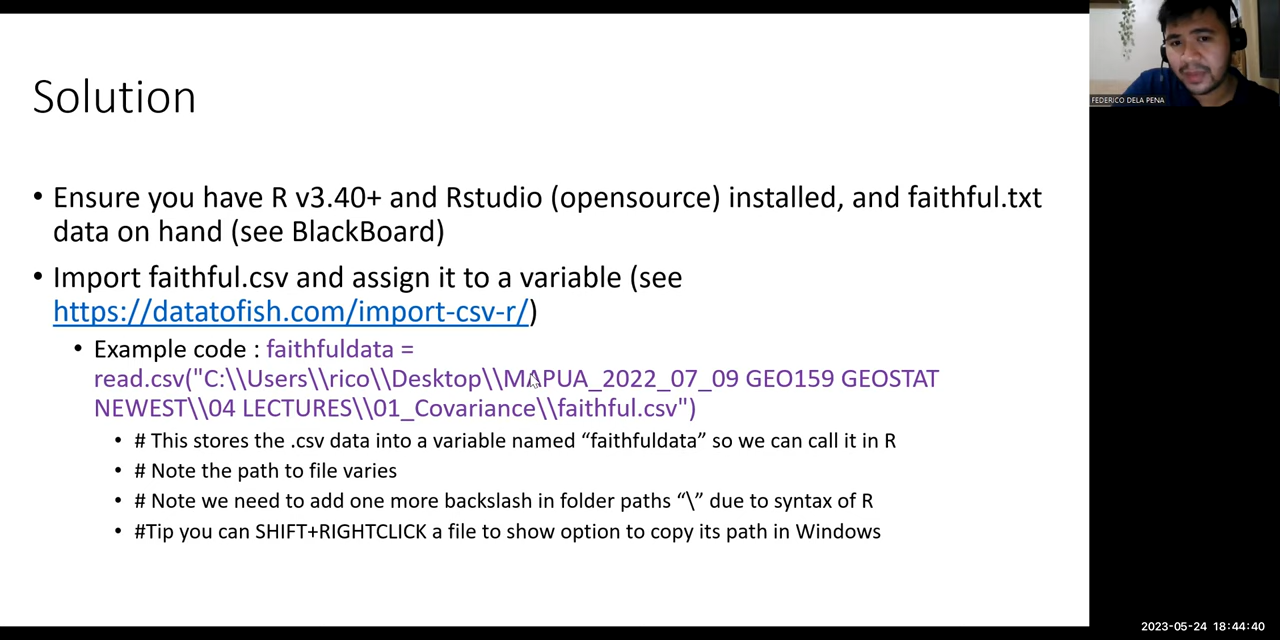 Solution
• Ensure you have R v3.40+ and Rstudio (opensource) installed, and faithful.txt
data on hand (see BlackBoard)
• Import faithful.csv and assign it to a variable (see
https://datatofish.com/import-csv-r/)
• Example code : faithfuldata =
read.csv("C:\\Users\\rico\\Desktop\\MAPUA_2022_07_09 GEO159 GEOSTAT
NEWEST\\04 LECTURES\\01_Covariance\\faithful.csv")
• # This stores the .csv data into a variable named “faithfuldata” so we can call it in R
• # Note the path to file varies
• # Note we need to add one more backslash in folder paths “\” due to syntax of R
• #Tip you can SHIFT+RIGHTCLICK a file to show option to copy its path in Windows
FEDERICO DELA PENA
2023-05-24 18:44:40